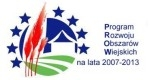 Program
Rozwoju
Obszarów
Wiejskich
na lata 2007-2013